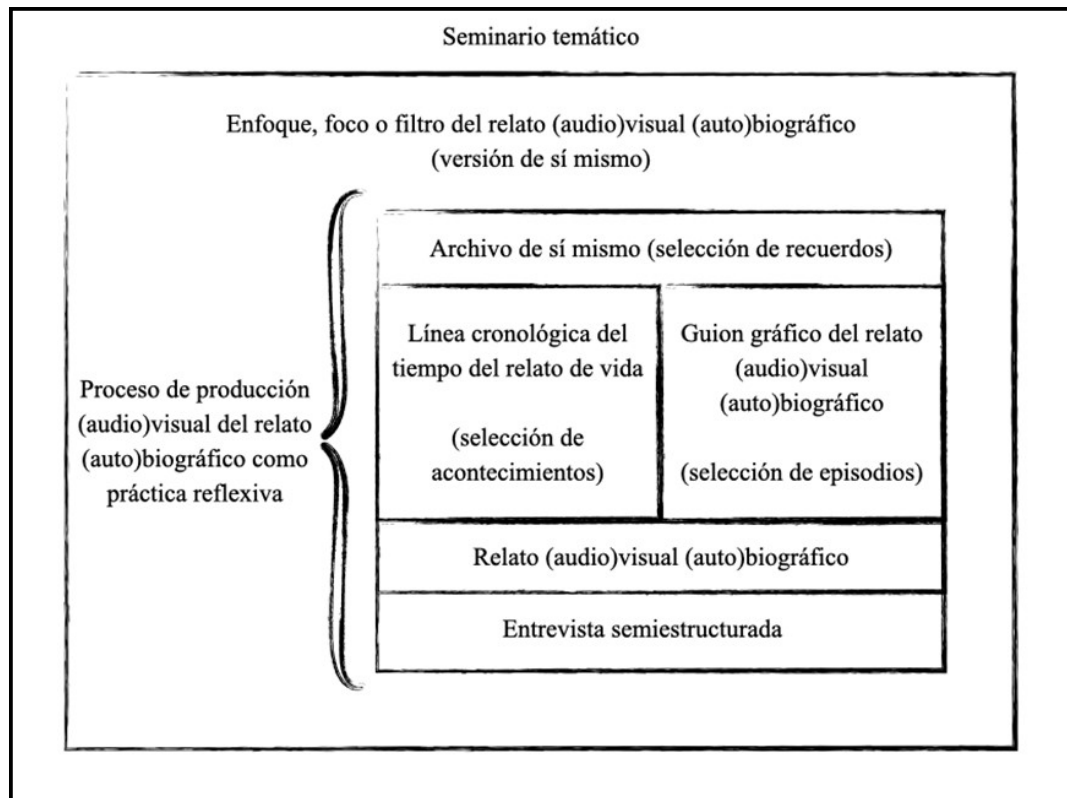 Seminario temático
Enfoque, foco o filtro del relato (audio)visual (auto)biográfico
(versión de sí mismo)
Proceso de producción
(audio)visual del relato
(auto)biográfico como
práctica reflexiva
Archivo de sí mismo (selección de recuerdos)
Línea cronológica del
tiempo del relato de vida
(selección de
acontecimientos)
Guion gráfico del relato
(audio)visual
(auto)biográfico
(selección de episodios)
Relato (audio)visual (auto)biográfico
Entrevista semiestructurada